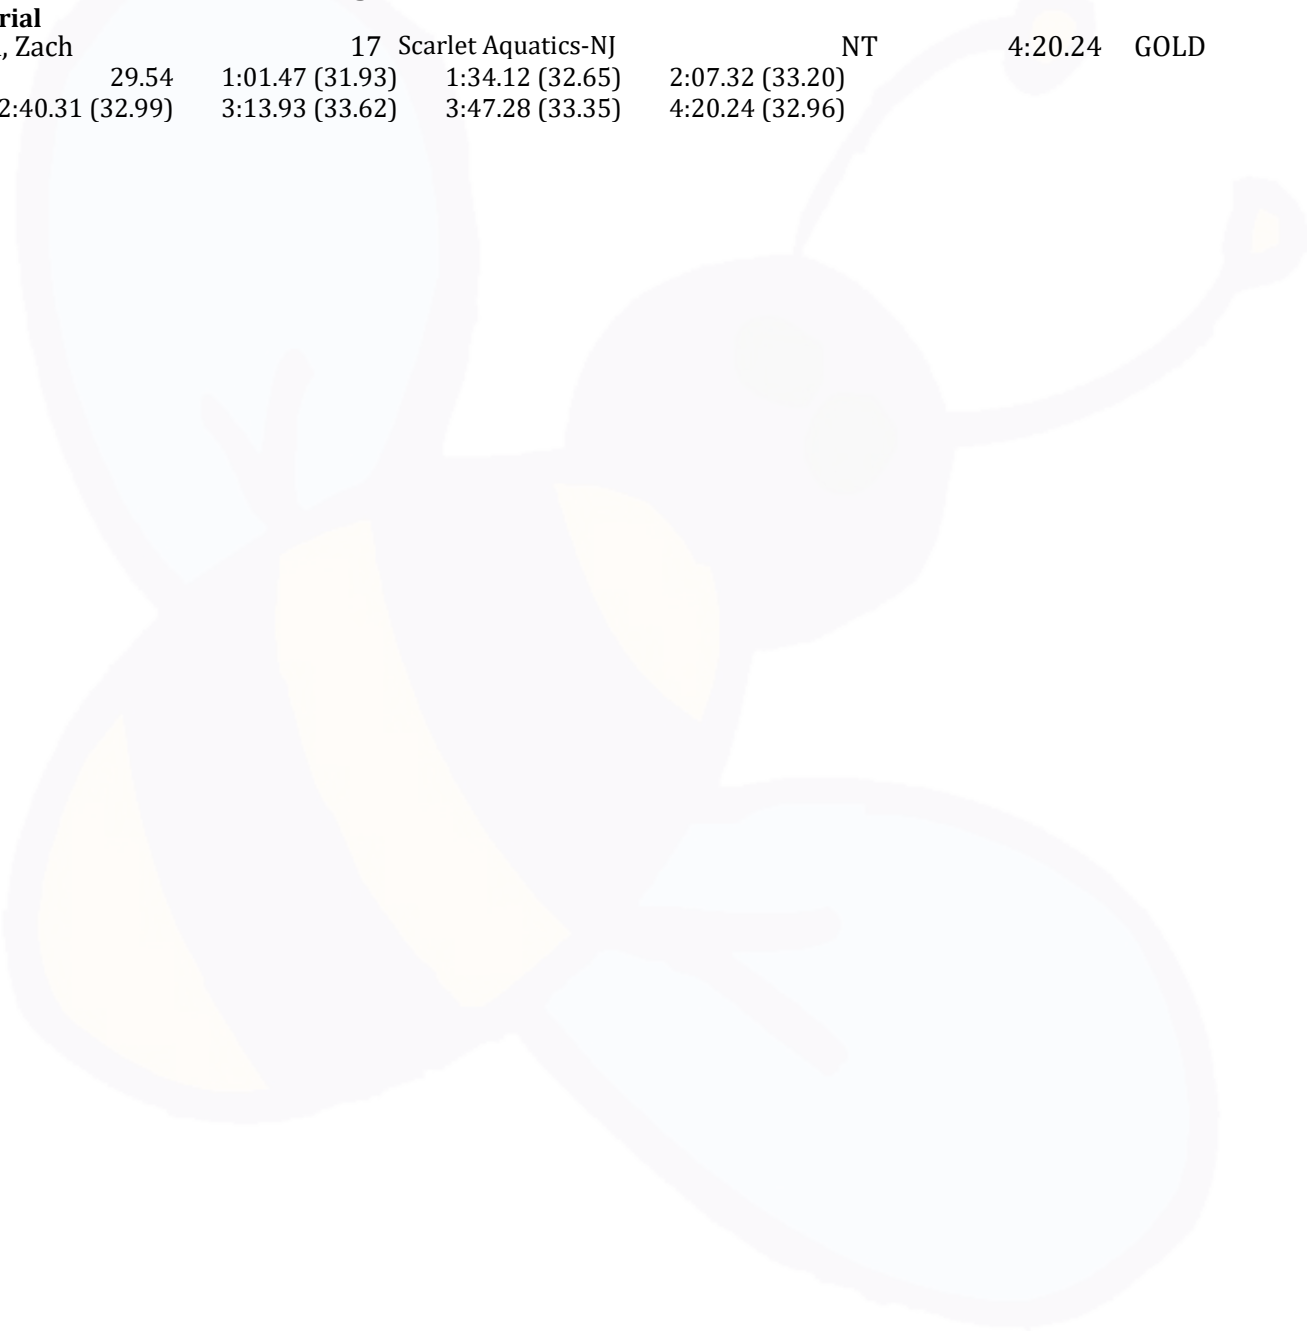 rial
, Zach 17 Scarlet Aquatics-NJ NT 4:20.24 GOLD
29.54 1:01.47 (31.93) 1:34.12 (32.65) 2:07.32 (33.20)
2:40.31 (32.99) 3:13.93 (33.62) 3:47.28 (33.35) 4:20.24 (32.96)